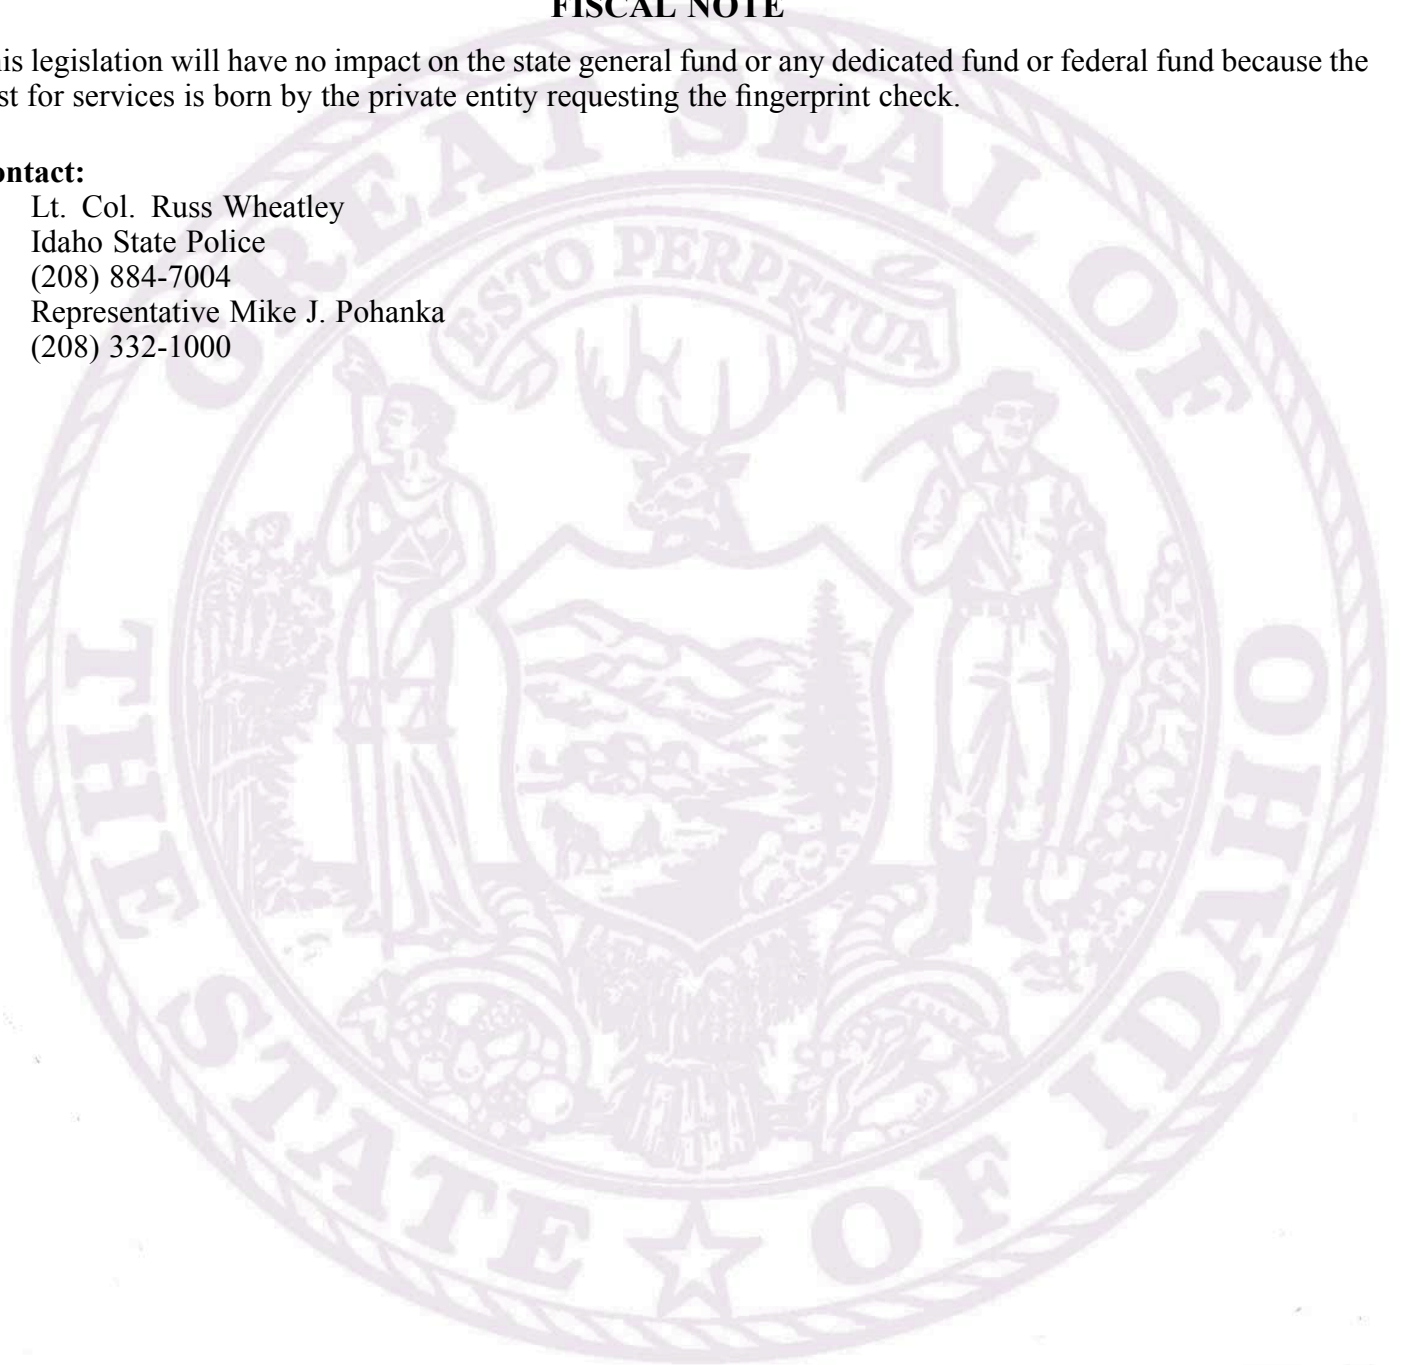 FISCAL NOTE
his legislation will have no impact on the state general fund or any dedicated fund or federal fund because the
st for services is born by the private entity requesting the fingerprint check.
ontact:
Lt. Col. Russ Wheatley
Idaho State Police
(208) 884-7004
Representative Mike J. Pohanka
(208) 332-1000
GREAT SEAL OF
THE STATE OF IDAHO
ESTO PERPETUA